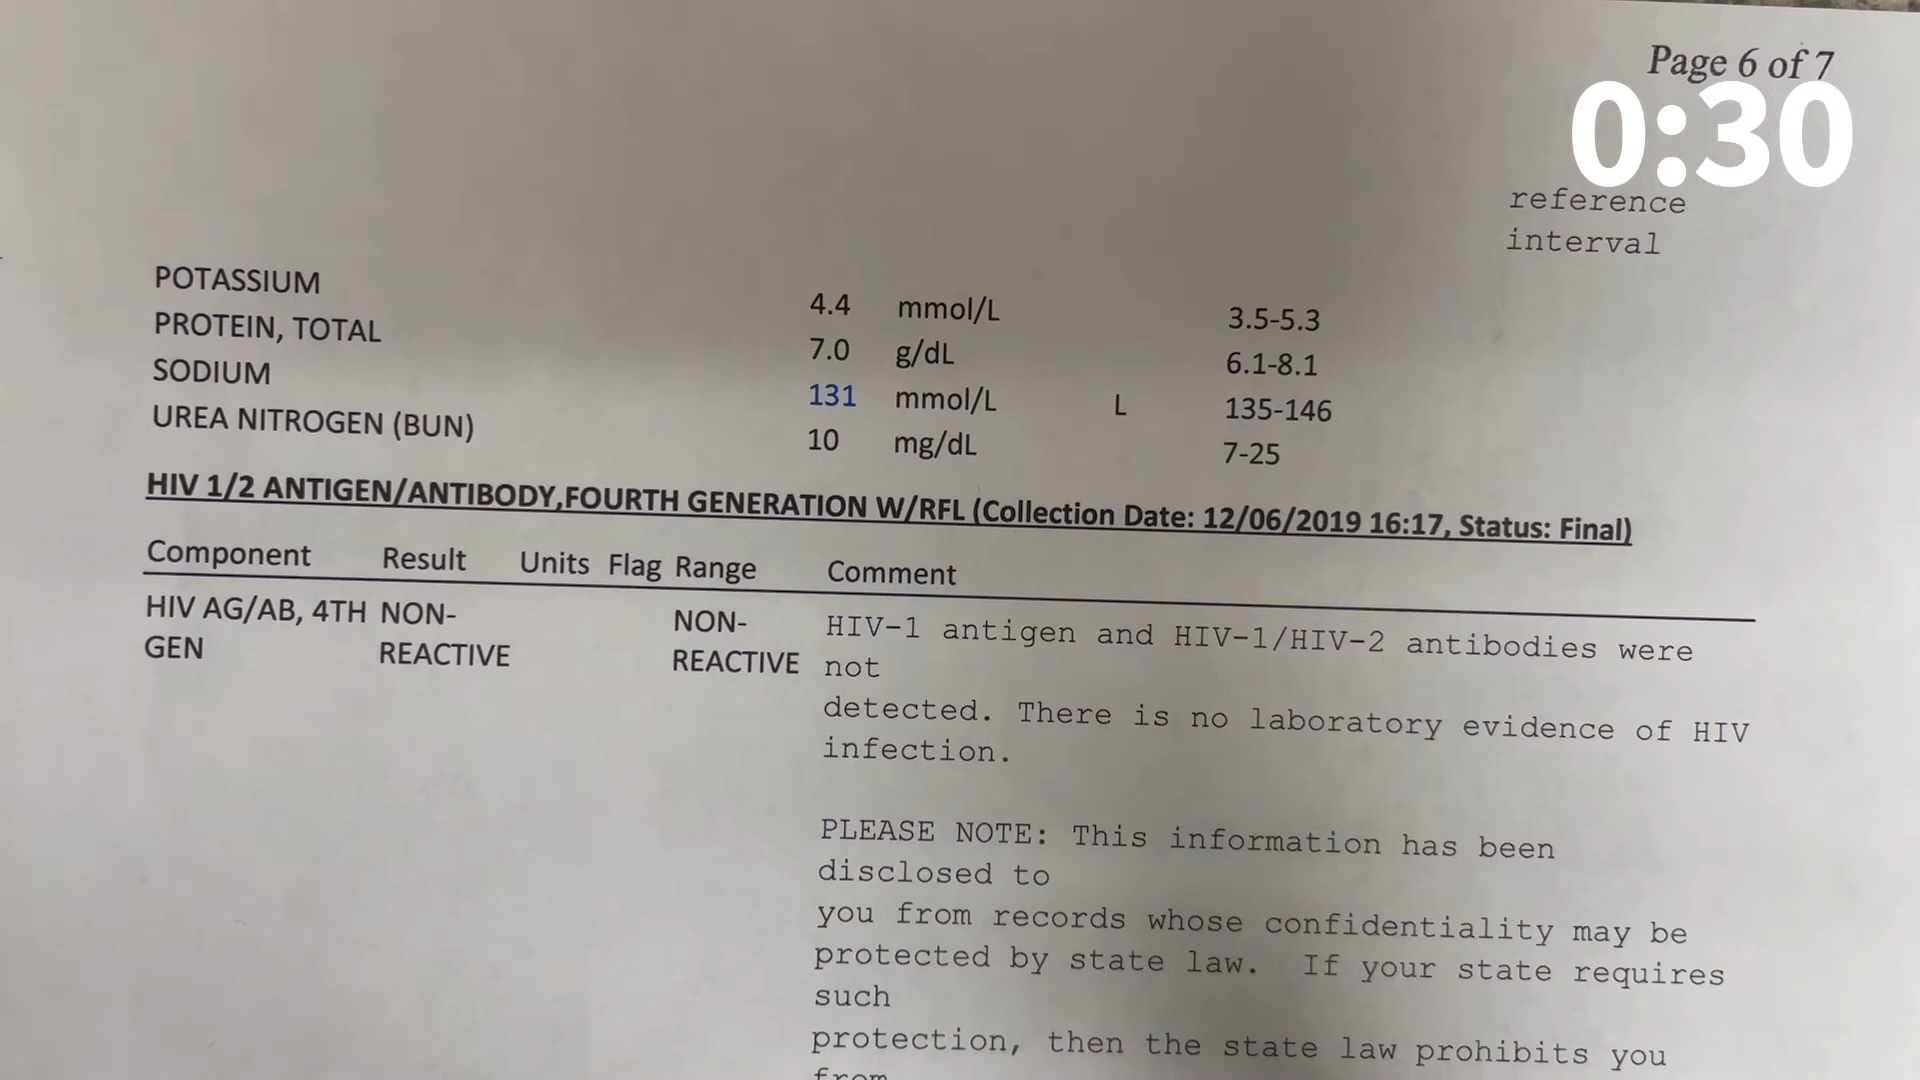 Page 6 of 7
0:30
reference
interval
POTASSIUM 4.4 mmol/L 3.5-5.3
PROTEIN, TOTAL 7.0 g/dL 6.1-8.1
SODIUM 131 mmol/L L 135-146
UREA NITROGEN (BUN) 10 mg/dL 7-25
HIV 1/2 ANTIGEN/ANTIBODY,FOURTH GENERATION W/RFL (Collection Date: 12/06/2019 16:17, Status: Final)
Component Result Units Flag Range Comment
HIV AG/AB, 4TH NON- NON- HIV-1 antigen and HIV-1/HIV-2 antibodies were
GEN REACTIVE REACTIVE not
detected. There is no laboratory evidence of HIV
infection.
PLEASE NOTE: This information has been
disclosed to
you from records whose confidentiality may be
protected by state law. If your state requires
such
protection, then the state law prohibits you
from